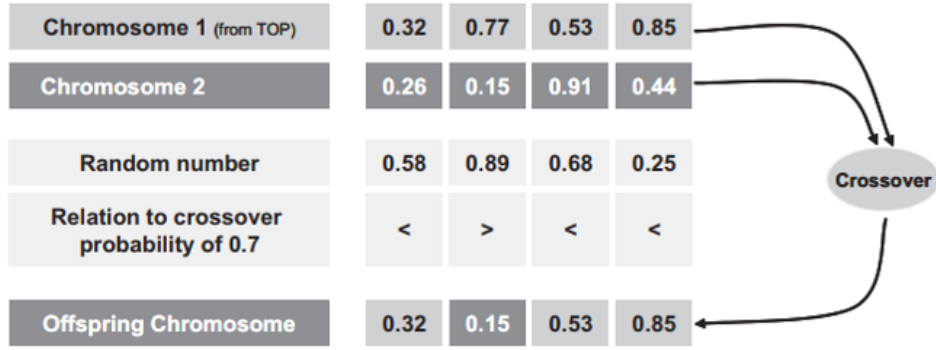 Chromosome 1 (from TOP) 0.32 0.77 0.53 0.85
Chromosome 2 0.26 0.15 0.91 0.44
Random number 0.58 0.89 0.68 0.25
Crossover
Relation to crossover
probability of 0.7 < > < <
Offspring Chromosome 0.32 0.15 0.53 0.85